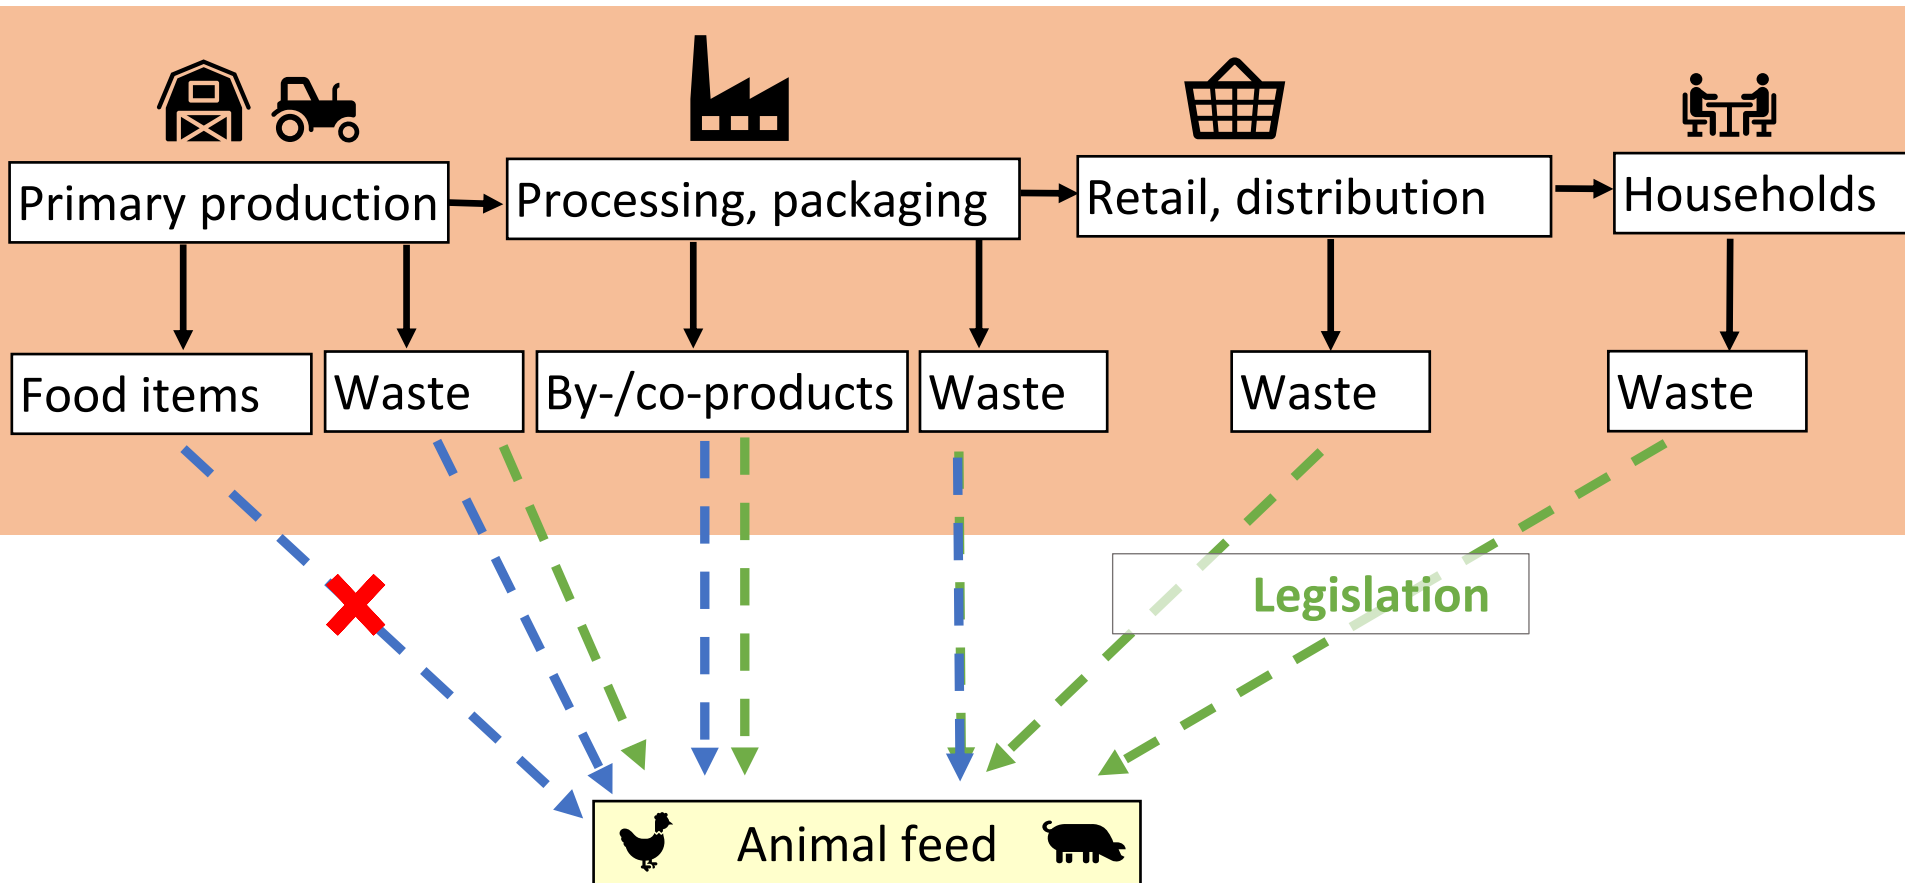 Primary production
Processing, packaging
Retail, distribution
Households
Food items
Waste
By-/co-products
Waste
Waste
Waste
Legislation
Animal feed